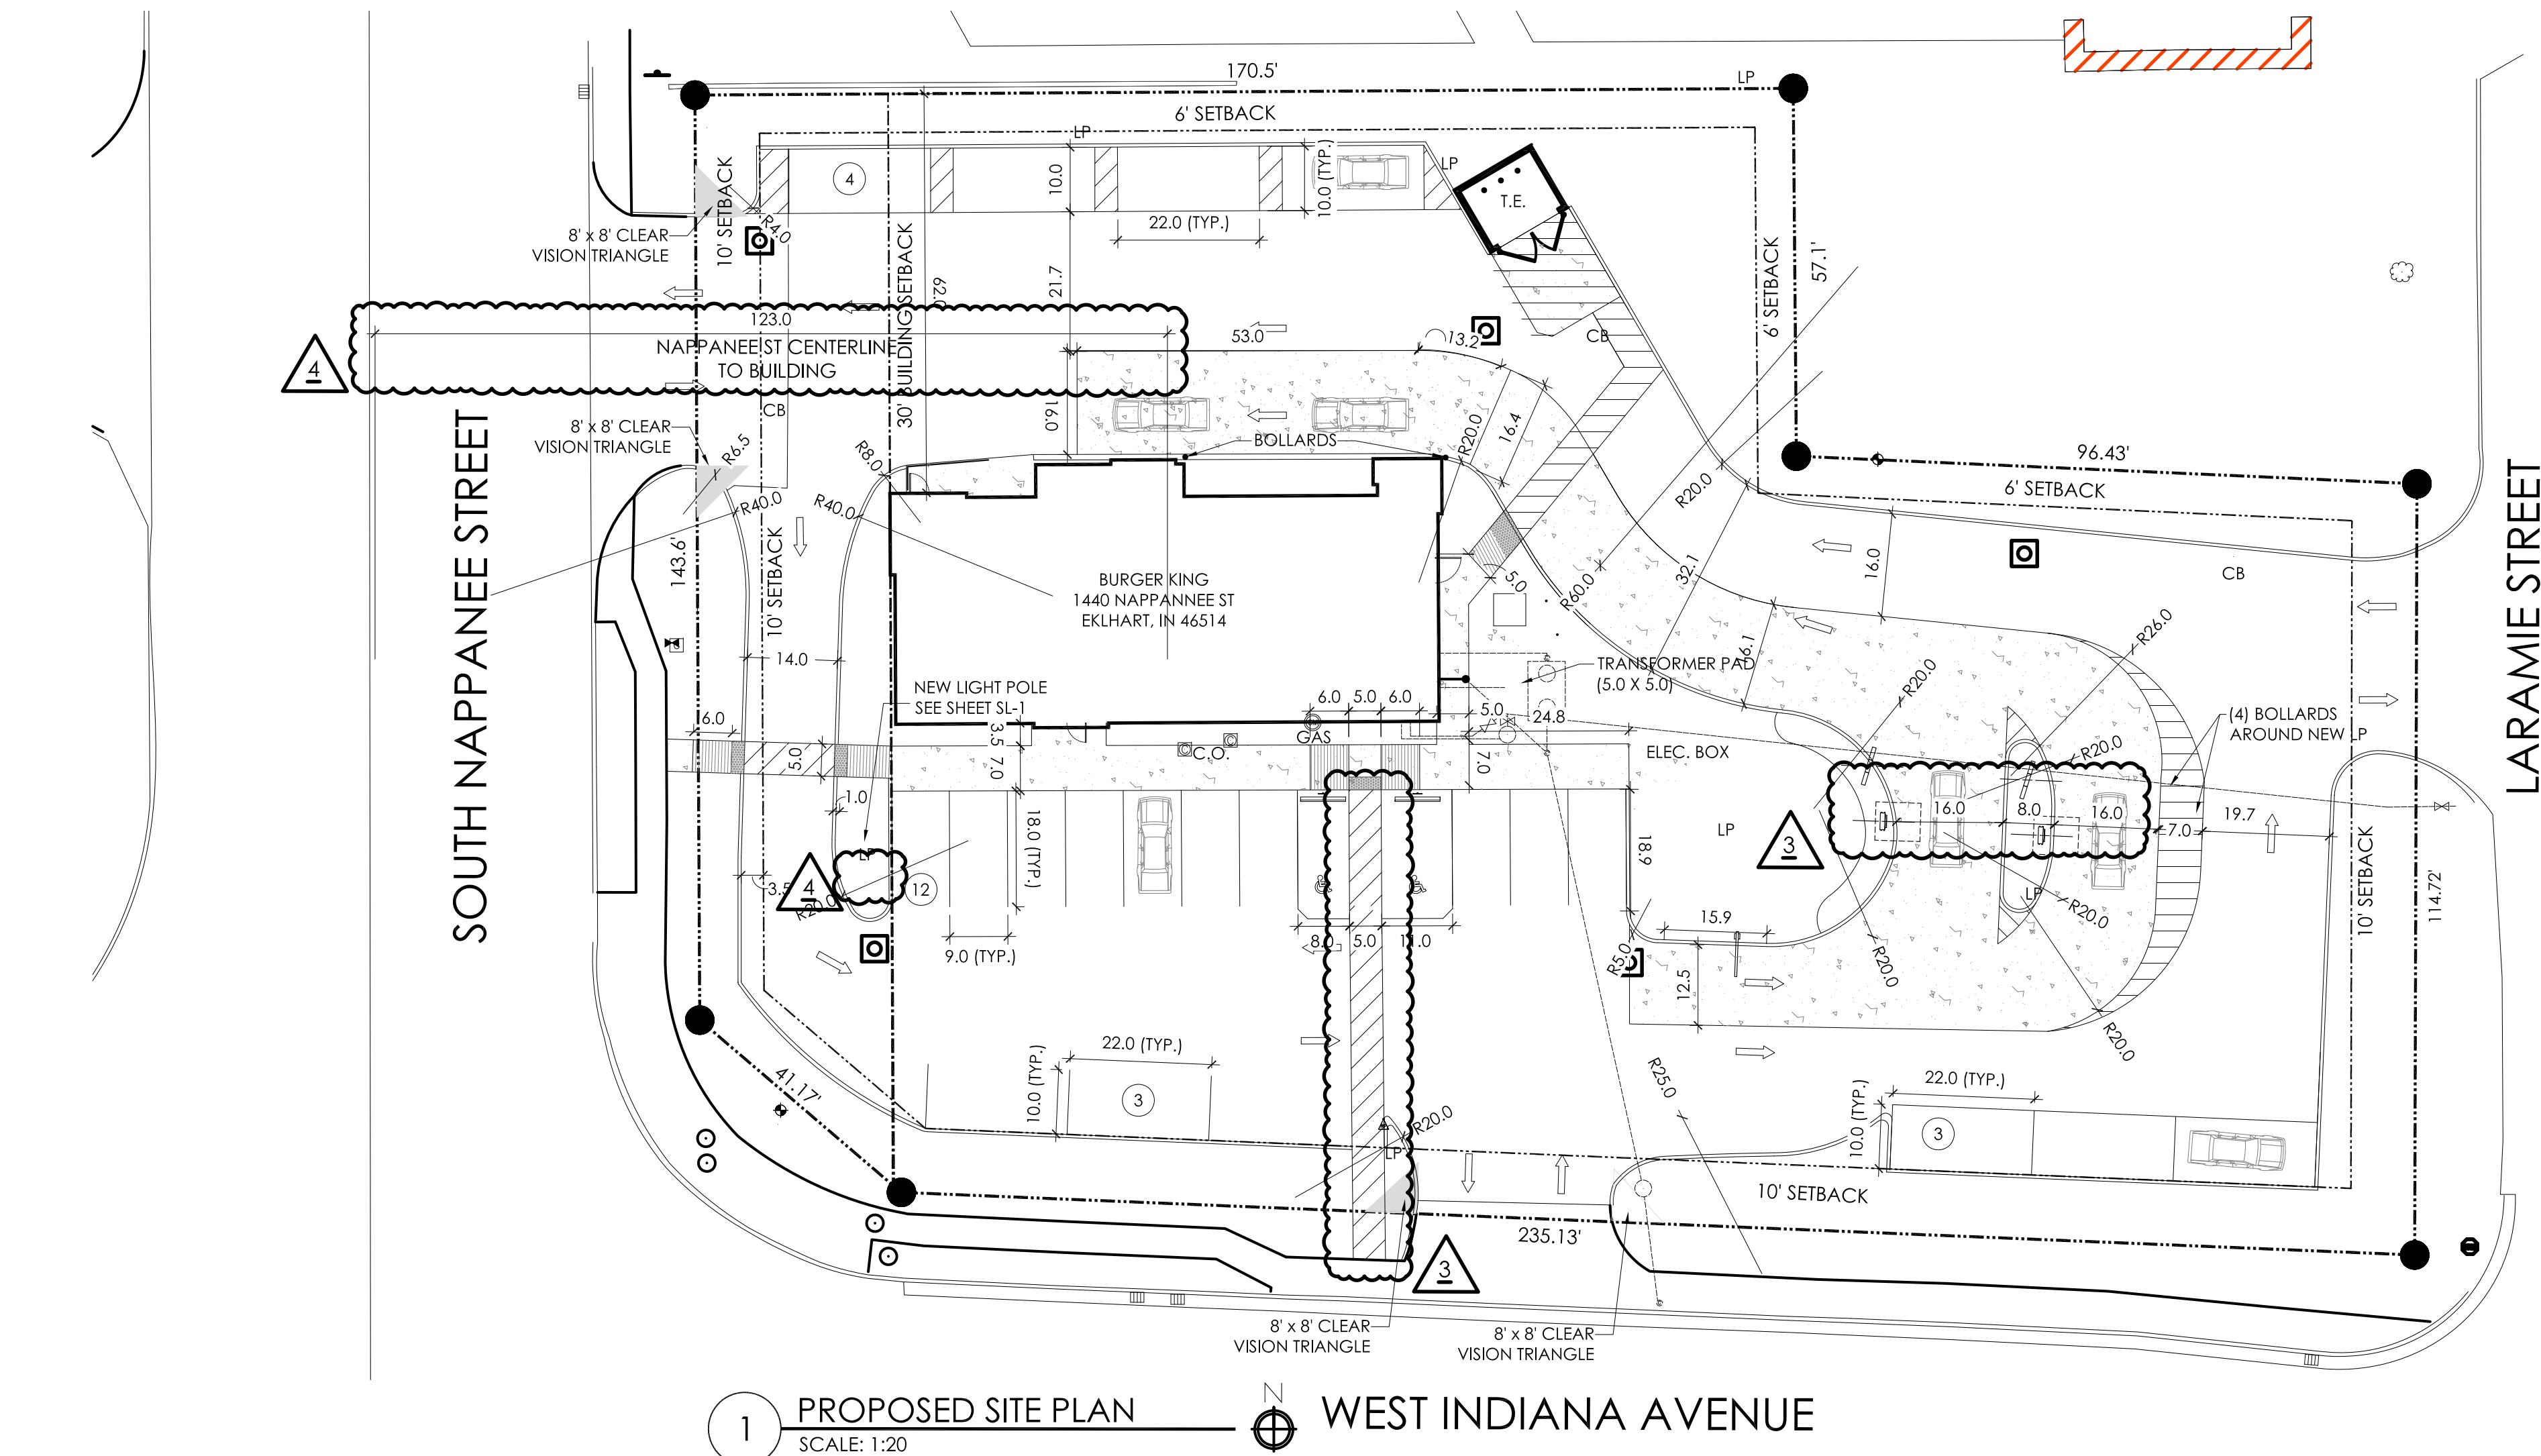 170.5'
LP
6' SETBACK
LP
10' SETBACK
4
10.0
10.0 (TYP.)
LP
T.E.
8' x 8' CLEAR
VISION TRIANGLE
R4.0
22.0 (TYP.)
30' BUILDING SETBACK
62.0
21.7
6' SETBACK
57.1'
123.0
NAPPANEE ST CENTERLINE
TO BUILDING
4
53.0
13.2
CB
CB
16.0
R20.0
16.4
8' x 8' CLEAR
VISION TRIANGLE
R6.5
R8.0
BOLLARDS
96.43'
6' SETBACK
R40.0
R40.0
R20.0
SOUTH NAPPANEE STREET
LARAMIE STREET
143.6'
10' SETBACK
BURGER KING
1440 NAPPANNEE ST
EKLHART, IN 46514
5.0
R60.0
32.1
16.0
CB
14.0
16.1
R26.0
TRANSFORMER PAD
(5.0 X 5.0)
NEW LIGHT POLE
SEE SHEET SL-1
R20.0
6.0
6.0
5.0
6.0
5.0
24.8
3.5
GAS
C.O.
ELEC. BOX
(4) BOLLARDS
AROUND NEW LP
R20.0
5.0
7.0
7.0
1.0
18.0 (TYP.)
LP
18.9
LP
3
16.0
8.0
16.0
7.0
19.7
LP
4
12
3.5
R20.0
LP
R20.0
10' SETBACK
114.72'
9.0 (TYP.)
8.0
5.0
11.0
15.9
R5.0
R20.0
12.5
R20.0
22.0 (TYP.)
10.0 (TYP.)
3
R25.0
22.0 (TYP.)
10.0 (TYP.)
3
41.17'
R20.0
LP
10' SETBACK
235.13'
3
8' x 8' CLEAR
VISION TRIANGLE
8' x 8' CLEAR
VISION TRIANGLE
1
PROPOSED SITE PLAN
SCALE: 1:20
N
WEST INDIANA AVENUE